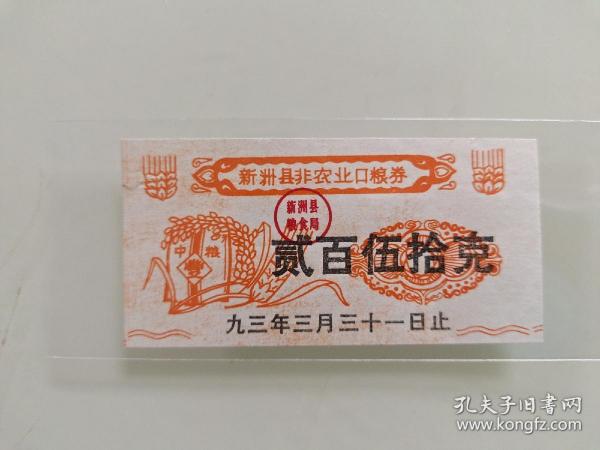 新洲县非农业口粮券
新洲县
粮食局
中粮
贰百伍拾克
九三年三月三十一日止
孔夫子旧书网
www.kongfz.com